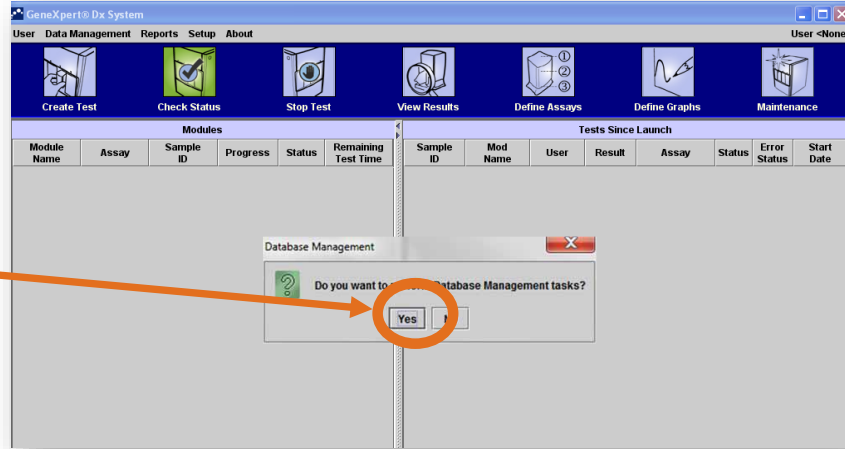 GeneXpert® Dx System
User Data Management Reports Setup About User <None
Create Test Check Status Stop Test View Results Define Assays Define Graphs Maintenance
Modules Tests Since Launch
Module Name Assay Sample ID Progress Status Remaining Test Time Sample ID Mod Name User Result Assay Status Error Status Start Date
Database Management
Do you want to Database Management tasks?
Yes